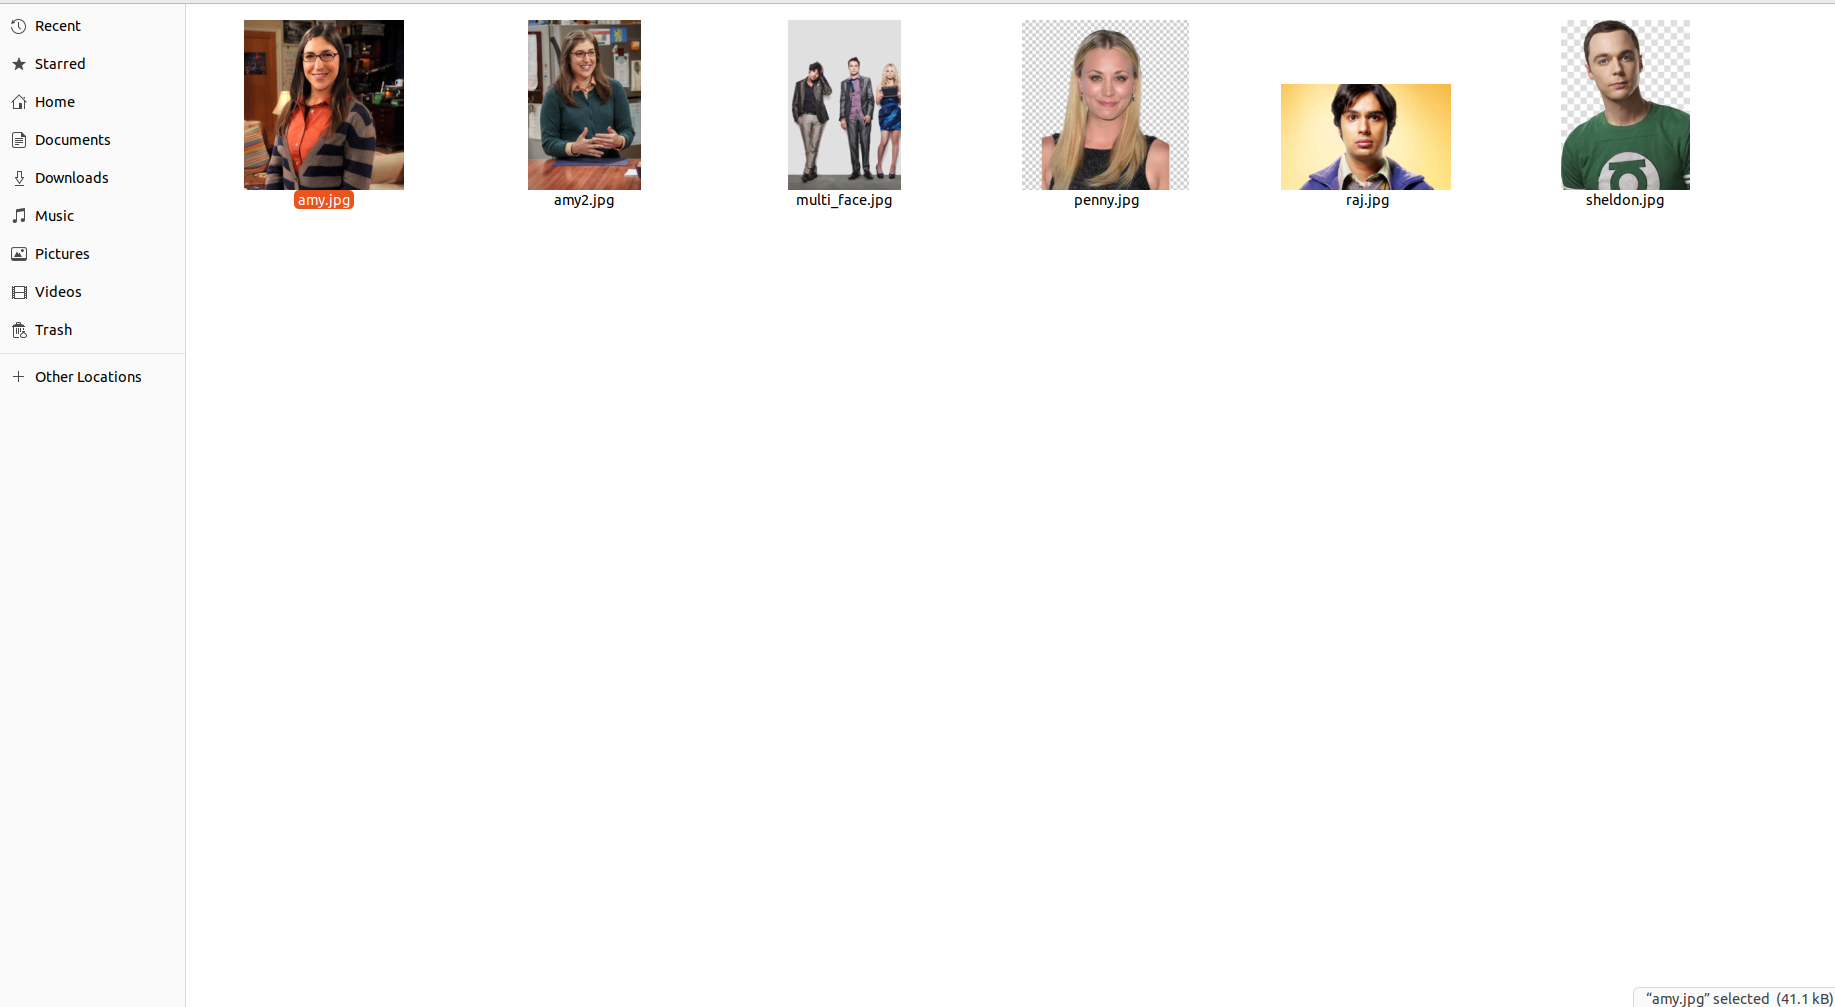 Recent
Starred
Home
Documents
Downloads
Music
Pictures
Videos
Trash
Other Locations
amy.jpg
amy2.jpg
multi_face.jpg
penny.jpg
raj.jpg
sheldon.jpg
“amy.jpg” selected (41.1 kB)